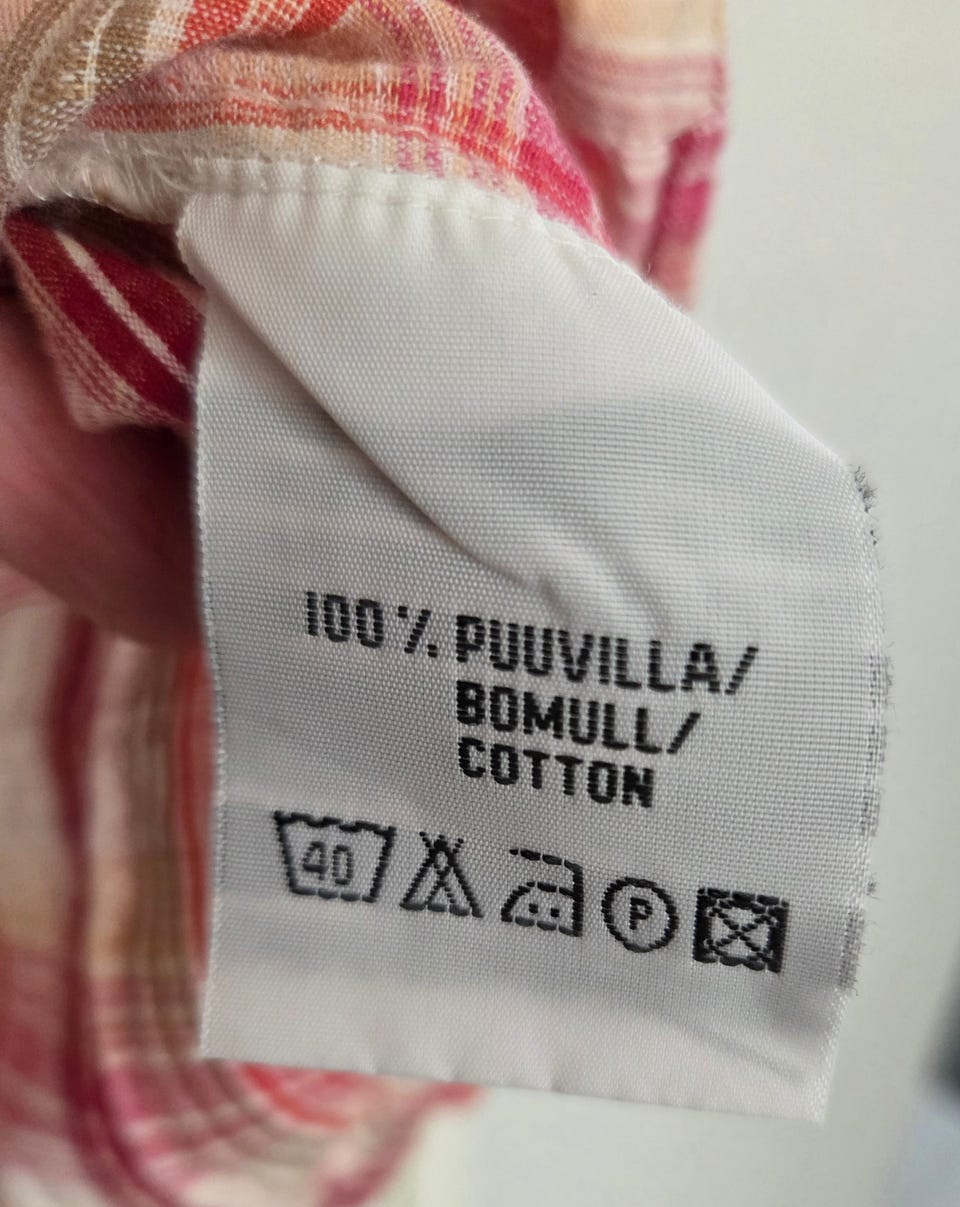 100 % PUUVILLA/
BOMULL/
COTTON
40 P